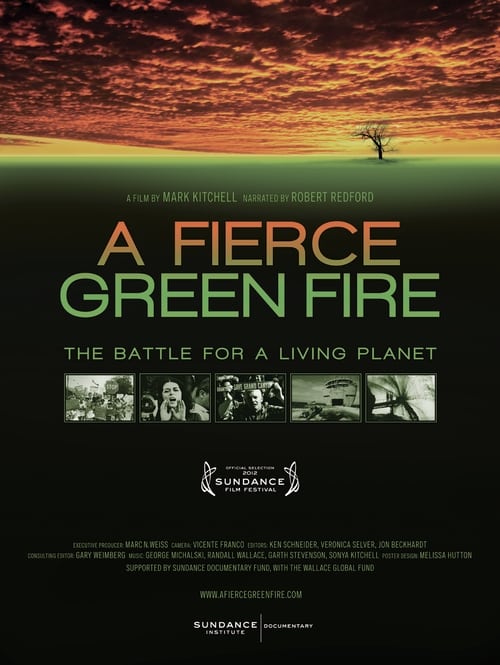 A FILM BY MARK KITCHELL NARRATED BY ROBERT REDFORD
A FIERCE
GREEN FIRE
THE BATTLE FOR A LIVING PLANET
SAVE GRAND CANYON
OFFICIAL SELECTION
2012
SUNDANCE
FILM FESTIVAL
EXECUTIVE PRODUCER: MARC N. WEISS CAMERA: VICENTE FRANCO EDITORS: KEN SCHNEIDER, VERONICA SELVER, JON BECKHARDT
CONSULTING EDITOR: GARY WEIMBERG MUSIC: GEORGE MICHALSKI, RANDALL WALLACE, GARTH STEVENSON, SONYA KITCHELL POSTER DESIGN: MELISSA HUTTON
SUPPORTED BY SUNDANCE DOCUMENTARY FUND, WITH THE WALLACE GLOBAL FUND
WWW.AFIERCEGREENFIRE.COM
SUNDANCE
INSTITUTE
DOCUMENTARY